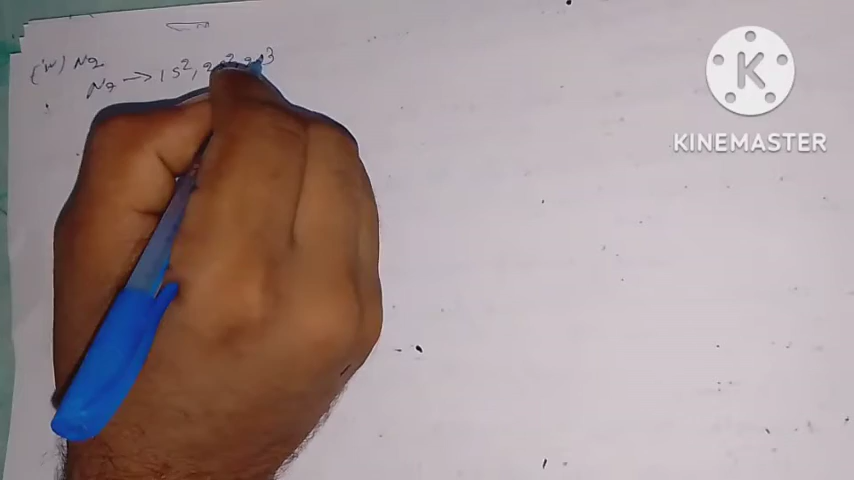 (iv) N2
N7 → 1s², 2s², 2p³
KINEMASTER